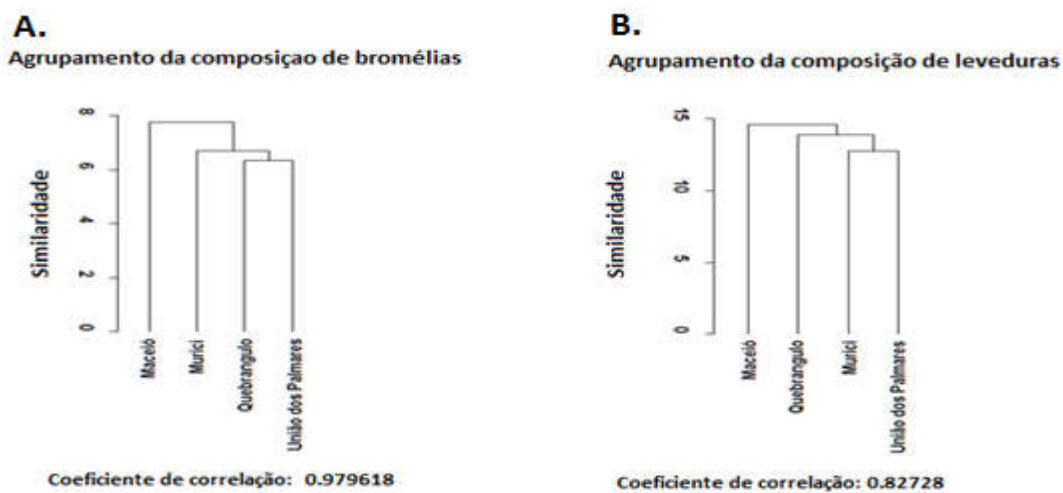 A.
Agrupamento da composiçao de bromélias
Similaridade
8
6
4
2
0
Maceió
Murici
Quebrangulo
União dos Palmares
Coeficiente de correlação: 0.979618
B.
Agrupamento da composição de leveduras
Similaridade
15
10
5
0
Maceió
Quebrangulo
Murici
União dos Palmares
Coeficiente de correlação: 0.82728